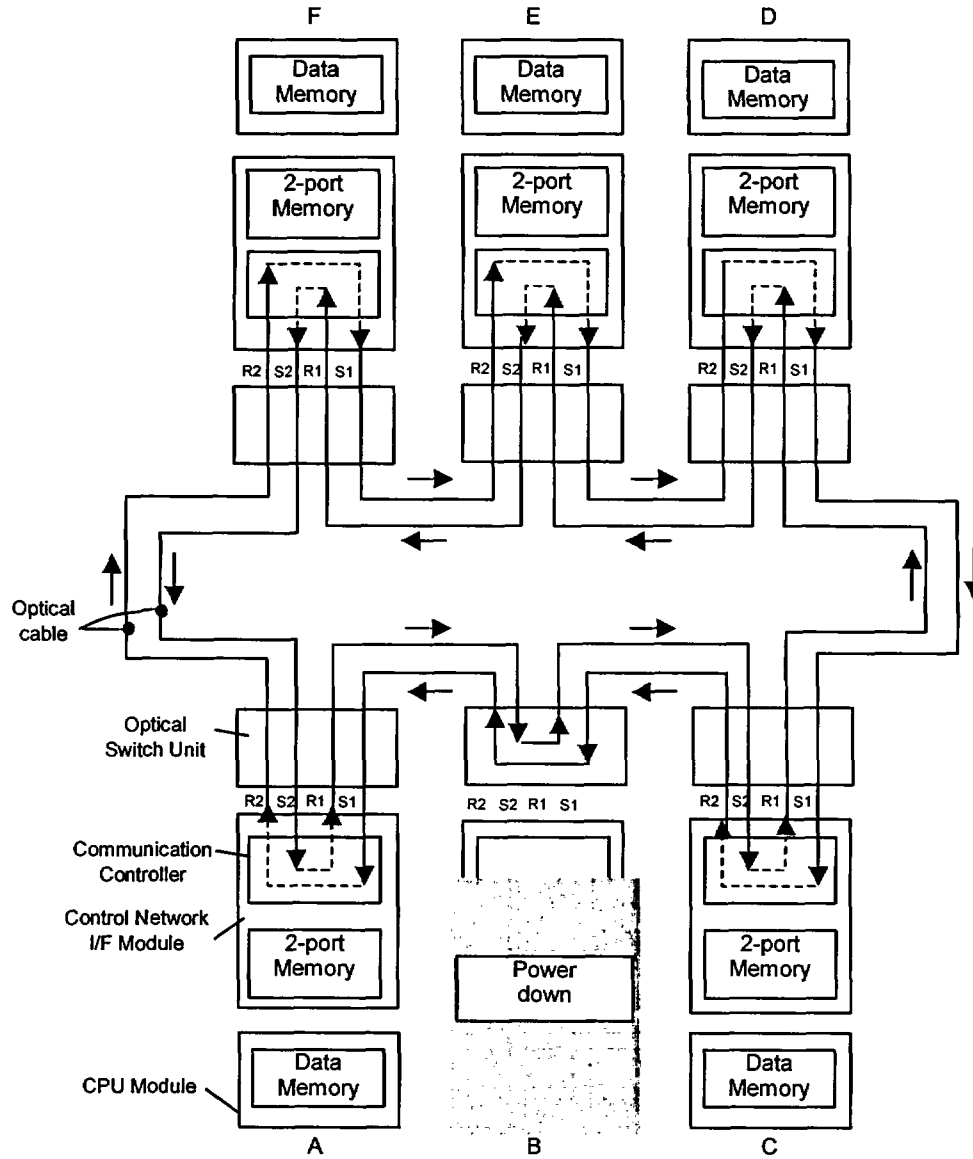 F E D
Data Memory
Data Memory
Data Memory
2-port Memory
2-port Memory
2-port Memory
R2 S2 R1 S1
R2 S2 R1 S1
R2 S2 R1 S1
Optical cable
Optical Switch Unit
R2 S2 R1 S1
R2 S2 R1 S1
R2 S2 R1 S1
Communication Controller
Control Network I/F Module
2-port Memory
Power down
2-port Memory
CPU Module
Data Memory
Data Memory
A B C